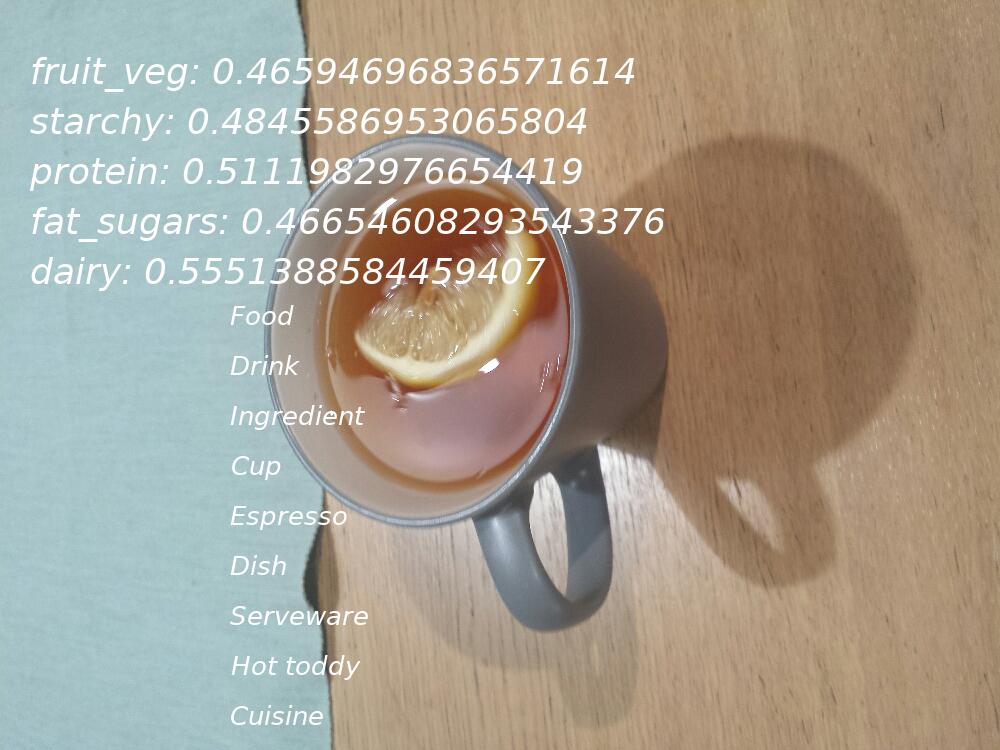 fruit_veg: 0.46594696836571614
starchy: 0.4845586953065804
protein: 0.5111982976654419
fat_sugars: 0.46654608293543376
dairy: 0.5551388584459407
Food
Drink
Ingredient
Cup
Espresso
Dish
Serveware
Hot toddy
Cuisine